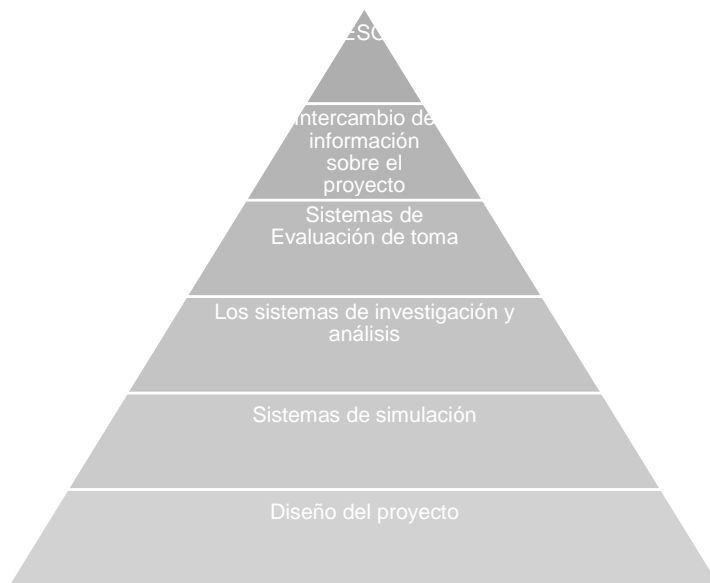 ESC
Intercambio de
información
sobre el
proyecto
Sistemas de
Evaluación de toma
Los sistemas de investigación y
análisis
Sistemas de simulación
Diseño del proyecto